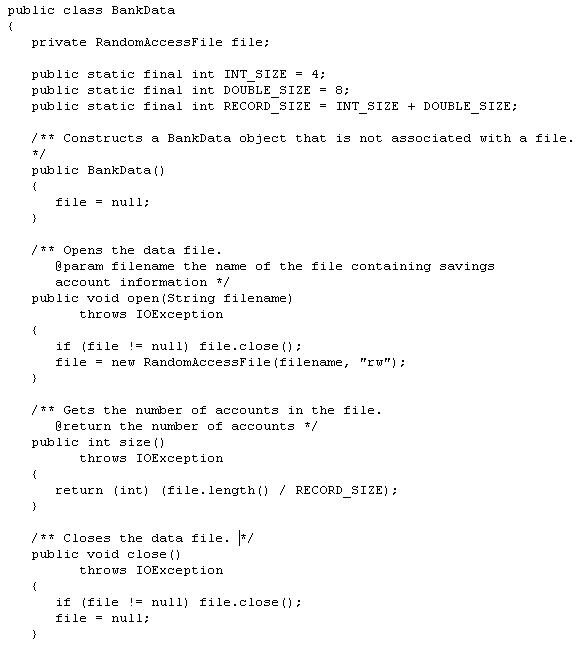 public class BankData
{
private RandomAccessFile file;
public static final int INT_SIZE = 4;
public static final int DOUBLE_SIZE = 8;
public static final int RECORD_SIZE = INT_SIZE + DOUBLE_SIZE;
/** Constructs a BankData object that is not associated with a file.
*/
public BankData()
{
file = null;
}
/** Opens the data file.
@param filename the name of the file containing savings
account information */
public void open(String filename)
throws IOException
{
if (file != null) file.close();
file = new RandomAccessFile(filename, "rw");
}
/** Gets the number of accounts in the file.
@return the number of accounts */
public int size()
throws IOException
{
return (int) (file.length() / RECORD_SIZE);
}
/** Closes the data file. */
public void close()
throws IOException
{
if (file != null) file.close();
file = null;
}